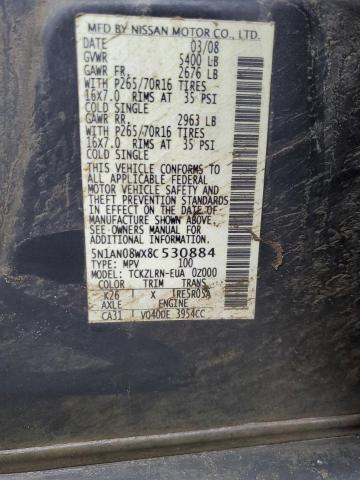 MFD BY NISSAN MOTOR CO., LTD.
DATE 03/08
GVWR 5400 LB
GAWR FR. 2676 LB
WITH P265/70R16 TIRES
16X7.0 RIMS AT 35 PSI
COLD SINGLE
GAWR RR. 2963 LB
WITH P265/70R16 TIRES
16X7.0 RIMS AT 35 PSI
COLD SINGLE
THIS VEHICLE CONFORMS TO
ALL APPLICABLE FEDERAL
MOTOR VEHICLE SAFETY AND
THEFT PREVENTION STANDARDS
IN EFFECT ON THE DATE OF
MANUFACTURE SHOWN ABOVE.
SEE OWNERS MANUAL FOR
ADDITIONAL INFORMATION.
5N1AN08WX8C530884
TYPE: MPV 100
MODEL: TCKZLRN-EUA 0Z000
COLOR TRIM TRANS
K26 X RE5R05A
AXLE ENGINE
CA31 VQ40DE 3954CC